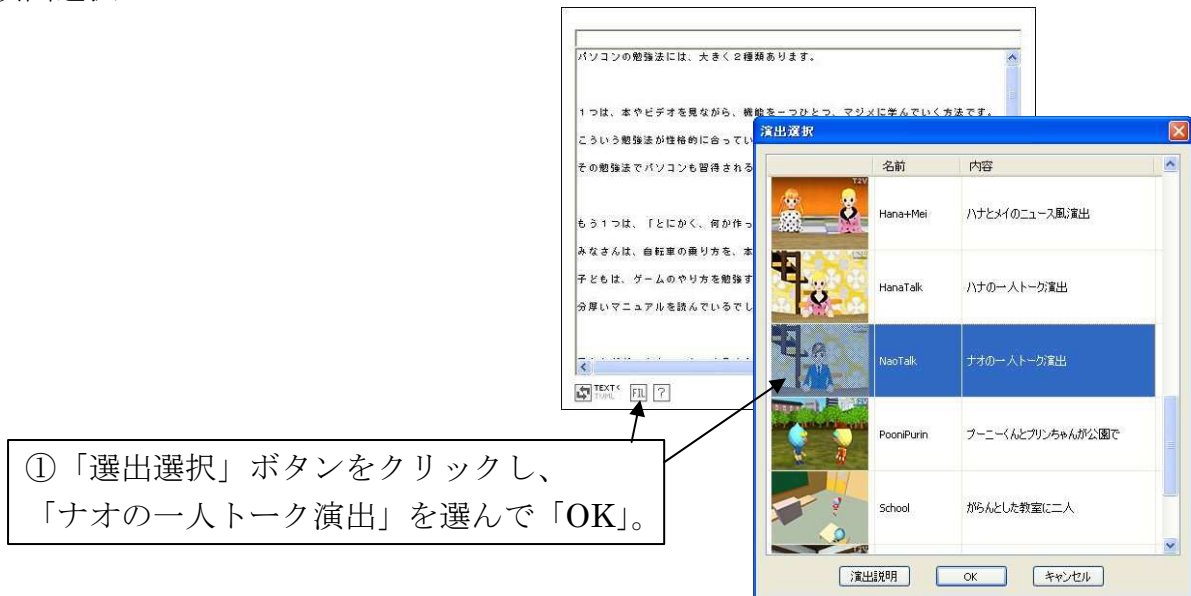 パソコンの勉強法には、大きく２種類あります。
１つは、本やビデオを見ながら、機能を一つひとつ、マジメに学んでいく方法です。
こういう勉強法が性格的に合ってい
その勉強法でパソコンも習得される
もう１つは、「とにかく、何か作っ
みなさんは、自転車の乗り方を、本
子どもは、ゲームのやり方を勉強す
分厚いマニュアルを読んでいるでし
TEXT
TVML
FIL ?
演出選択
名前 内容
T2V
Hana+Mei ハナとメイのニュース風演出
HanaTalk ハナの一人トーク演出
NaoTalk ナオの一人トーク演出
PooniPurin プーニーくんとプリンちゃんが公園で
School がらんとした教室に二人
演出説明 OK キャンセル
①「選出選択」ボタンをクリックし、
「ナオの一人トーク演出」を選んで「OK」。